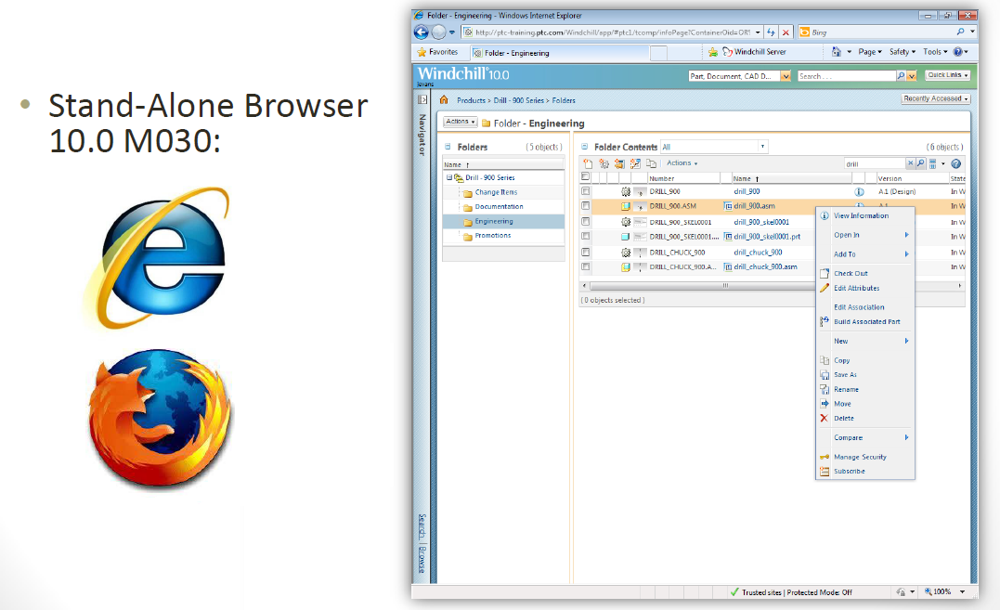 Stand-Alone Browser
10.0 M030:
Folder - Engineering - Windows Internet Explorer
http://ptc-training.ptc.com/Windchill/app/#ptc1/tcomp/infoPage?ContainerOid=OR
Bing
Favorites
Folder - Engineering
Windchill Server
Page
Safety
Tools
Windchill 10.0
jevans
Part, Document, CAD D...
Search . . .
Quick Links
Products > Drill - 900 Series > Folders
Recently Accessed
Navigator
Actions
Folder - Engineering
Folders
(5 objects)
Name ↑
Drill - 900 Series
Change Items
Documentation
Engineering
Promotions
Folder Contents
All
(6 objects)
Actions
drill
Number Name ↑ Version State
DRILL_900 drill_900 A.1 (Design) In W
DRILL_900.ASM drill_900.asm A.1 In W
DRILL_900_SKEL0001 drill_900_skel0001 In W
DRILL_900_SKEL0001.... drill_900_skel0001.prt In W
DRILL_CHUCK_900 drill_chuck_900 In W
DRILL_CHUCK_900.A... drill_chuck_900.asm In W
(0 objects selected)
View Information
Open In
Add To
Check Out
Edit Attributes
Edit Association
Build Associated Part
New
Copy
Save As
Rename
Move
Delete
Compare
Manage Security
Subscribe
Search... | Browse
Trusted sites | Protected Mode: Off
100%